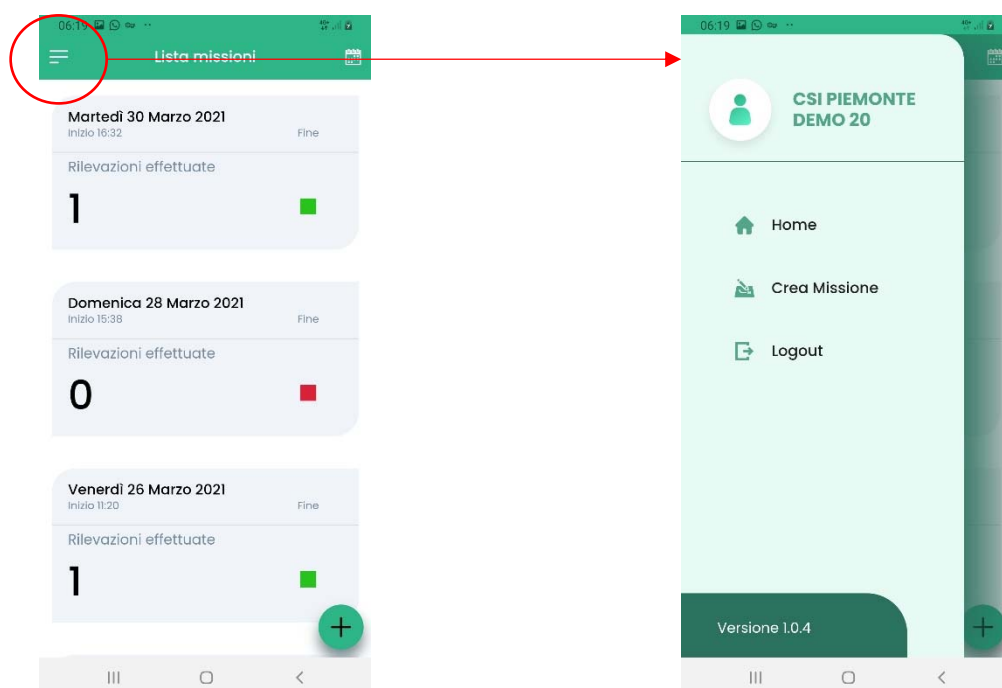 06:19
Lista missioni
Martedì 30 Marzo 2021
Inizio 16:32 Fine
Rilevazioni effettuate
1
Domenica 28 Marzo 2021
Inizio 15:38 Fine
Rilevazioni effettuate
0
Venerdì 26 Marzo 2021
Inizio 11:20 Fine
Rilevazioni effettuate
1
06:19
CSI PIEMONTE
DEMO 20
Home
Crea Missione
Logout
Versione 1.0.4